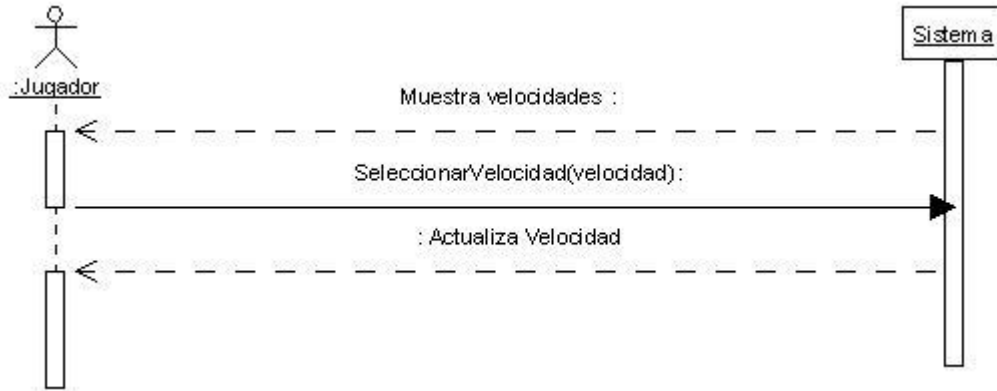 Sistema
:Jugador
Muestra velocidades :
SeleccionarVelocidad(velocidad):
: Actualiza Velocidad